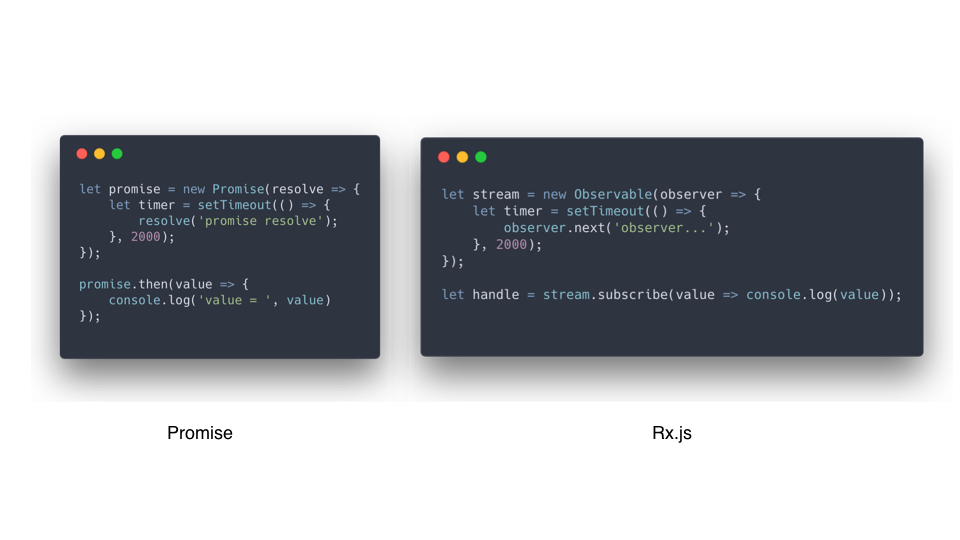 let promise = new Promise(resolve => {
    let timer = setTimeout(() => {
        resolve('promise resolve');
    }, 2000);
});
promise.then(value => {
    console.log('value = ', value)
});
Promise
let stream = new Observable(observer => {
    let timer = setTimeout(() => {
        observer.next('observer...');
    }, 2000);
});
let handle = stream.subscribe(value => console.log(value));
Rx.js